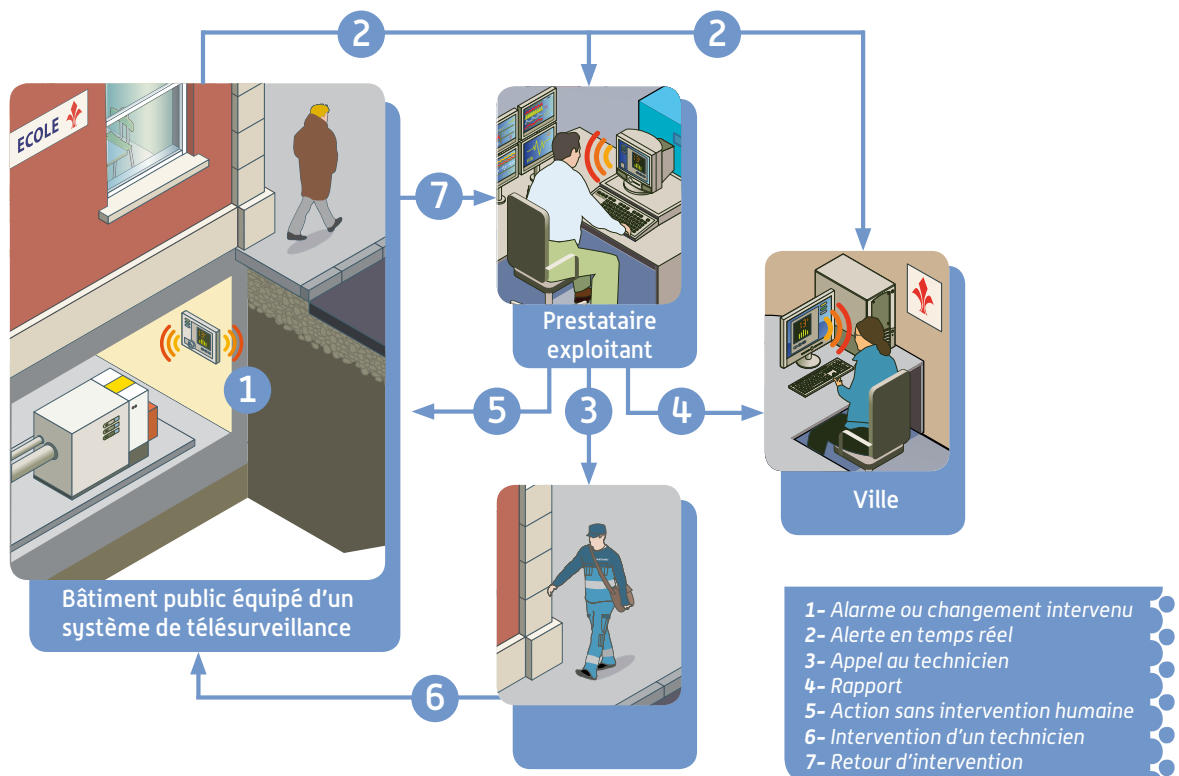 2
2
ECOLE
7
1
Prestataire
exploitant
5
3
4
Ville
Bâtiment public équipé d'un
système de télésurveillance
6
1- Alarme ou changement intervenu
2- Alerte en temps réel
3- Appel au technicien
4- Rapport
5- Action sans intervention humaine
6- Intervention d'un technicien
7- Retour d'intervention